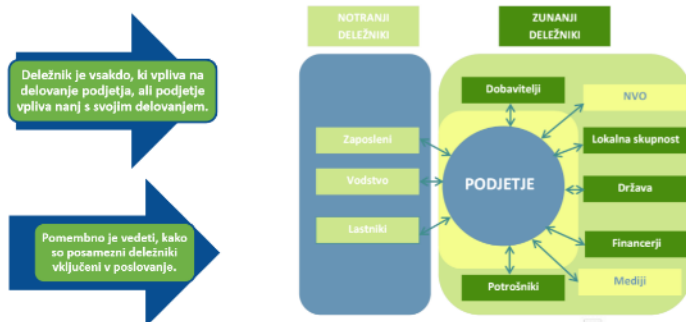 Deležnik je vsakdo, ki vpliva na
delovanje podjetja, ali podjetje
vpliva nanj s svojim delovanjem.
Pomembno je vedeti, kako
so posamezni deležniki
vključeni v poslovanje.
NOTRANJI
DELEŽNIKI
Zaposleni
Vodstvo
Lastniki
ZUNANJI
DELEŽNIKI
Dobavitelji
NVO
Lokalna skupnost
PODJETJE
Država
Financerji
Mediji
Potrošniki